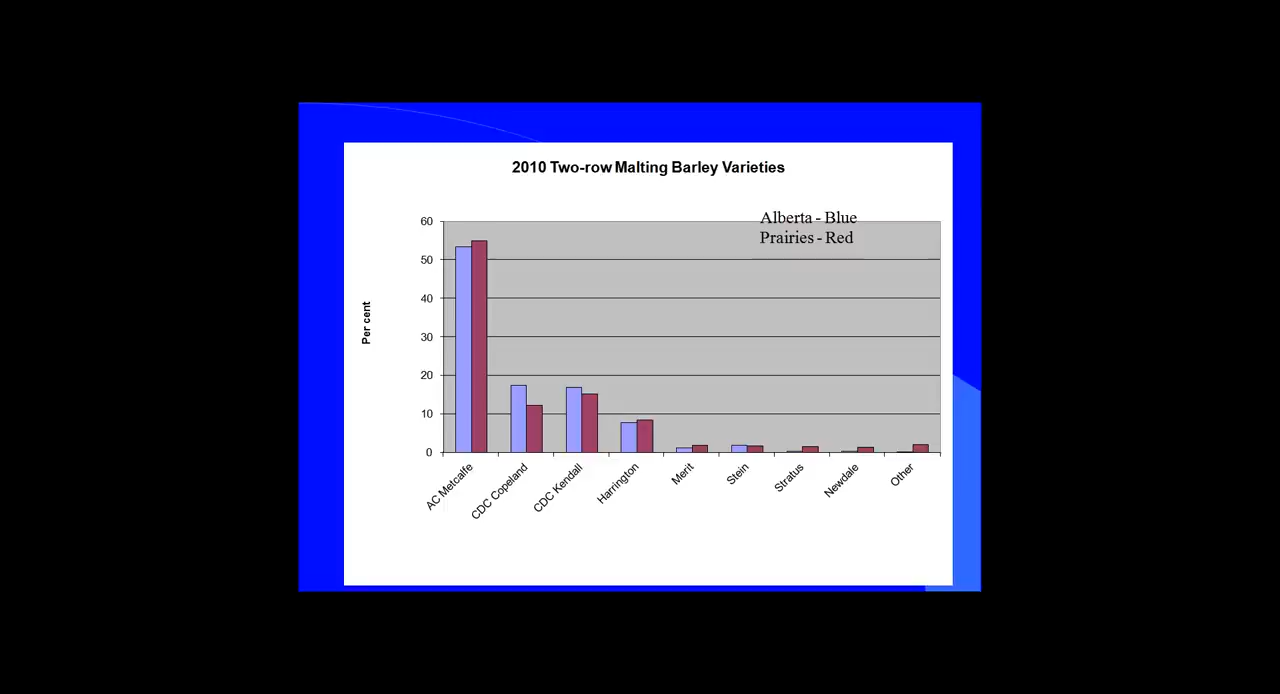 2010 Two-row Malting Barley Varieties
Alberta - Blue
Prairies - Red
Per cent
60
50
40
30
20
10
0
AC Metcalfe
CDC Copeland
CDC Kendall
Harrington
Merit
Stein
Stratus
Newdale
Other